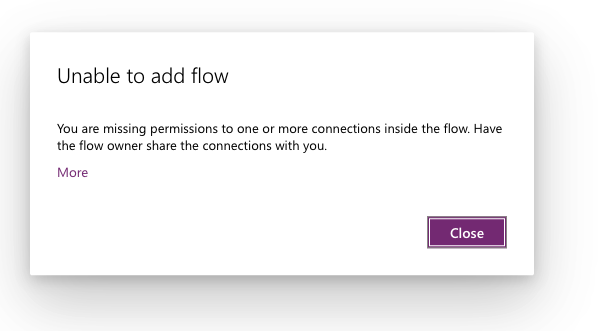 Unable to add flow
You are missing permissions to one or more connections inside the flow. Have
the flow owner share the connections with you.
More
Close